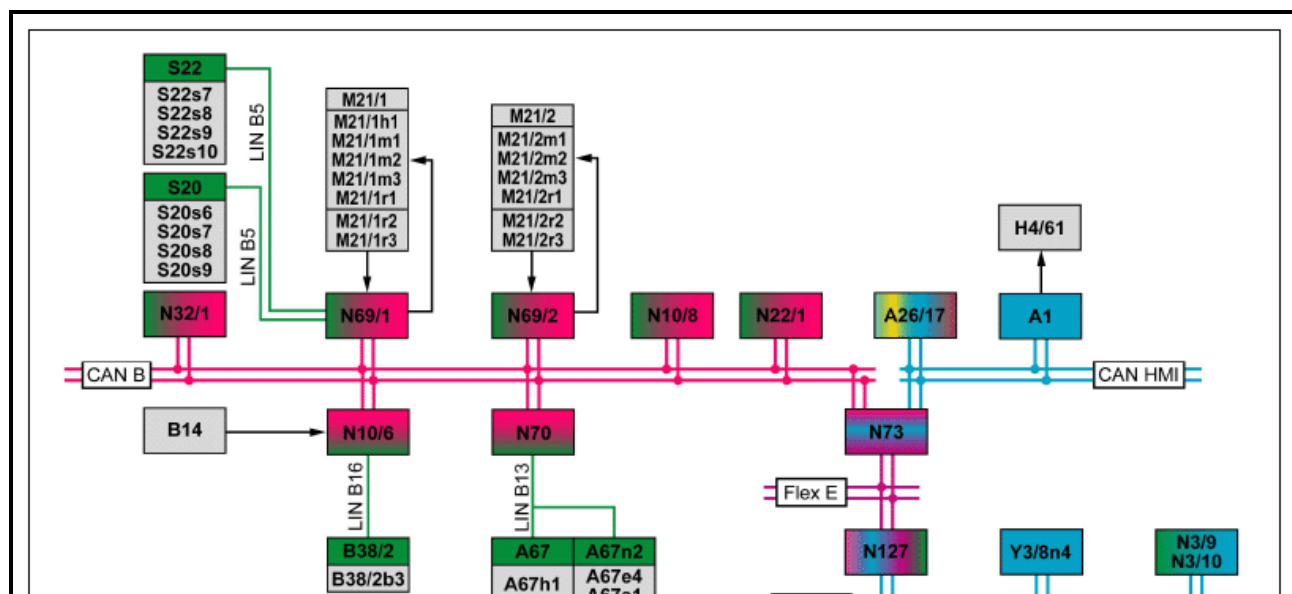 S22
S22s7
S22s8
S22s9
S22s10
LIN B5
S20
S20s6
S20s7
S20s8
S20s9
LIN B5
M21/1
M21/1h1
M21/1m1
M21/1m2
M21/1m3
M21/1r1
M21/1r2
M21/1r3
M21/2
M21/2m1
M21/2m2
M21/2m3
M21/2r1
M21/2r2
M21/2r3
H4/61
N32/1
N69/1
N69/2
N10/8
N22/1
A26/17
A1
CAN B
CAN HMI
B14
N10/6
N70
N73
LIN B16
LIN B13
Flex E
B38/2
B38/2b3
A67
A67h1
A67n2
A67e4
N127
Y3/8n4
N3/9
N3/10